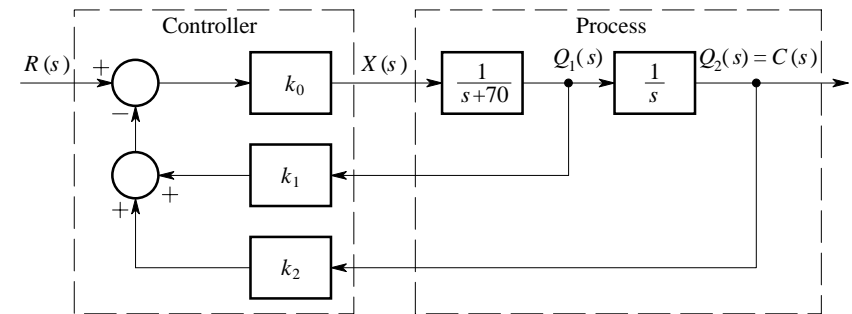 Controller
Process
R(s)
+
−
k₀
X(s)
1
s+70
Q₁(s)
1
s
Q₂(s) = C(s)
k₁
+
+
k₂